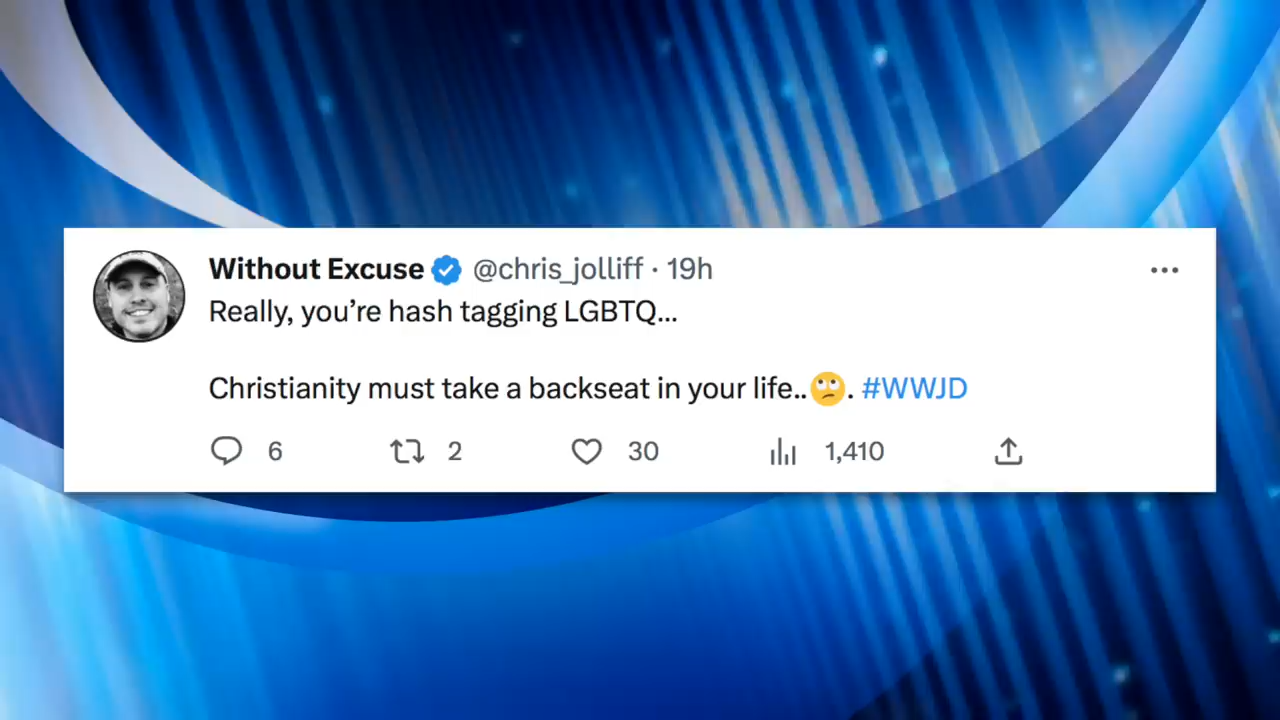 Without Excuse @chris_jolliff · 19h
Really, you’re hash tagging LGBTQ...
Christianity must take a backseat in your life..🙄. #WWJD
6 2 30 1,410